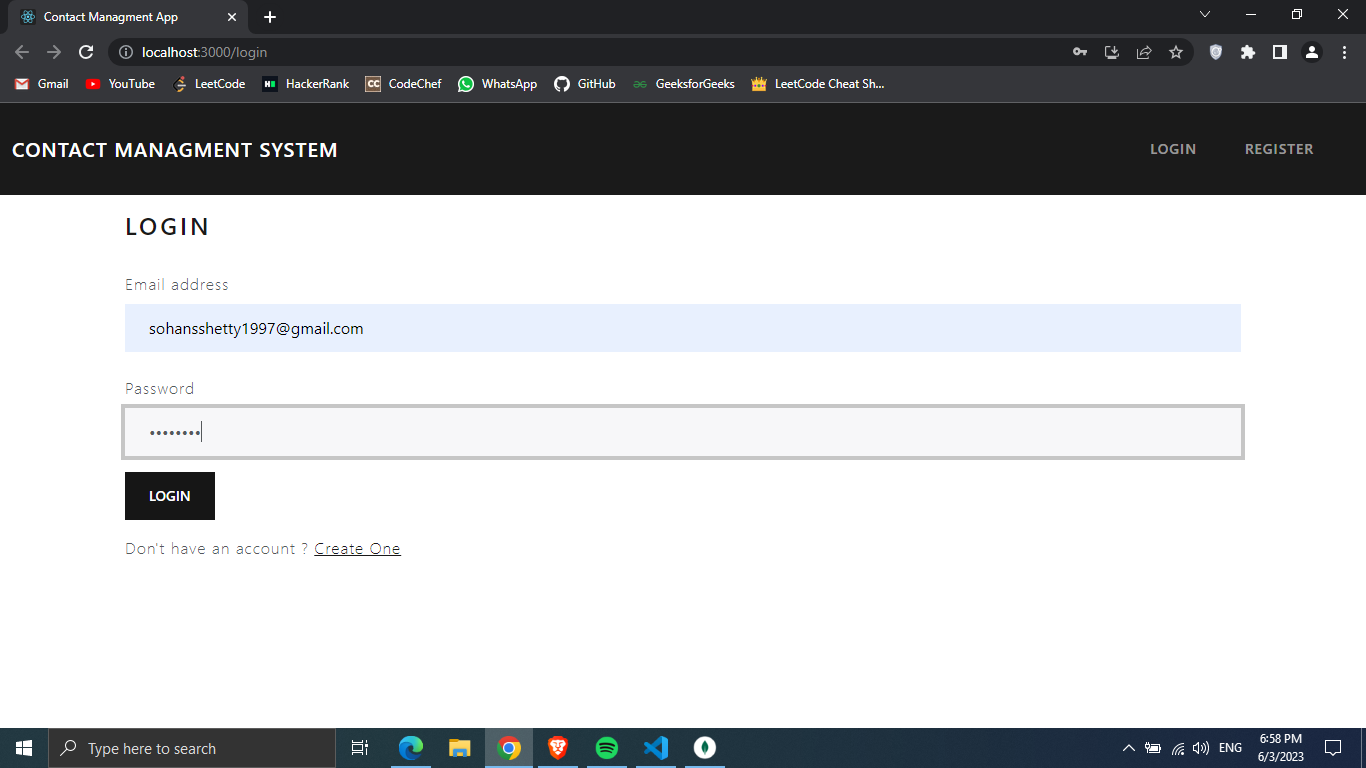 Contact Managment App
localhost:3000/login
Gmail YouTube LeetCode HackerRank CodeChef WhatsApp GitHub GeeksforGeeks LeetCode Cheat Sh...
CONTACT MANAGMENT SYSTEM LOGIN REGISTER
LOGIN
Email address
sohansshetty1997@gmail.com
Password
••••••••
LOGIN
Don't have an account ? Create One
Type here to search ENG 6:58 PM
6/3/2023